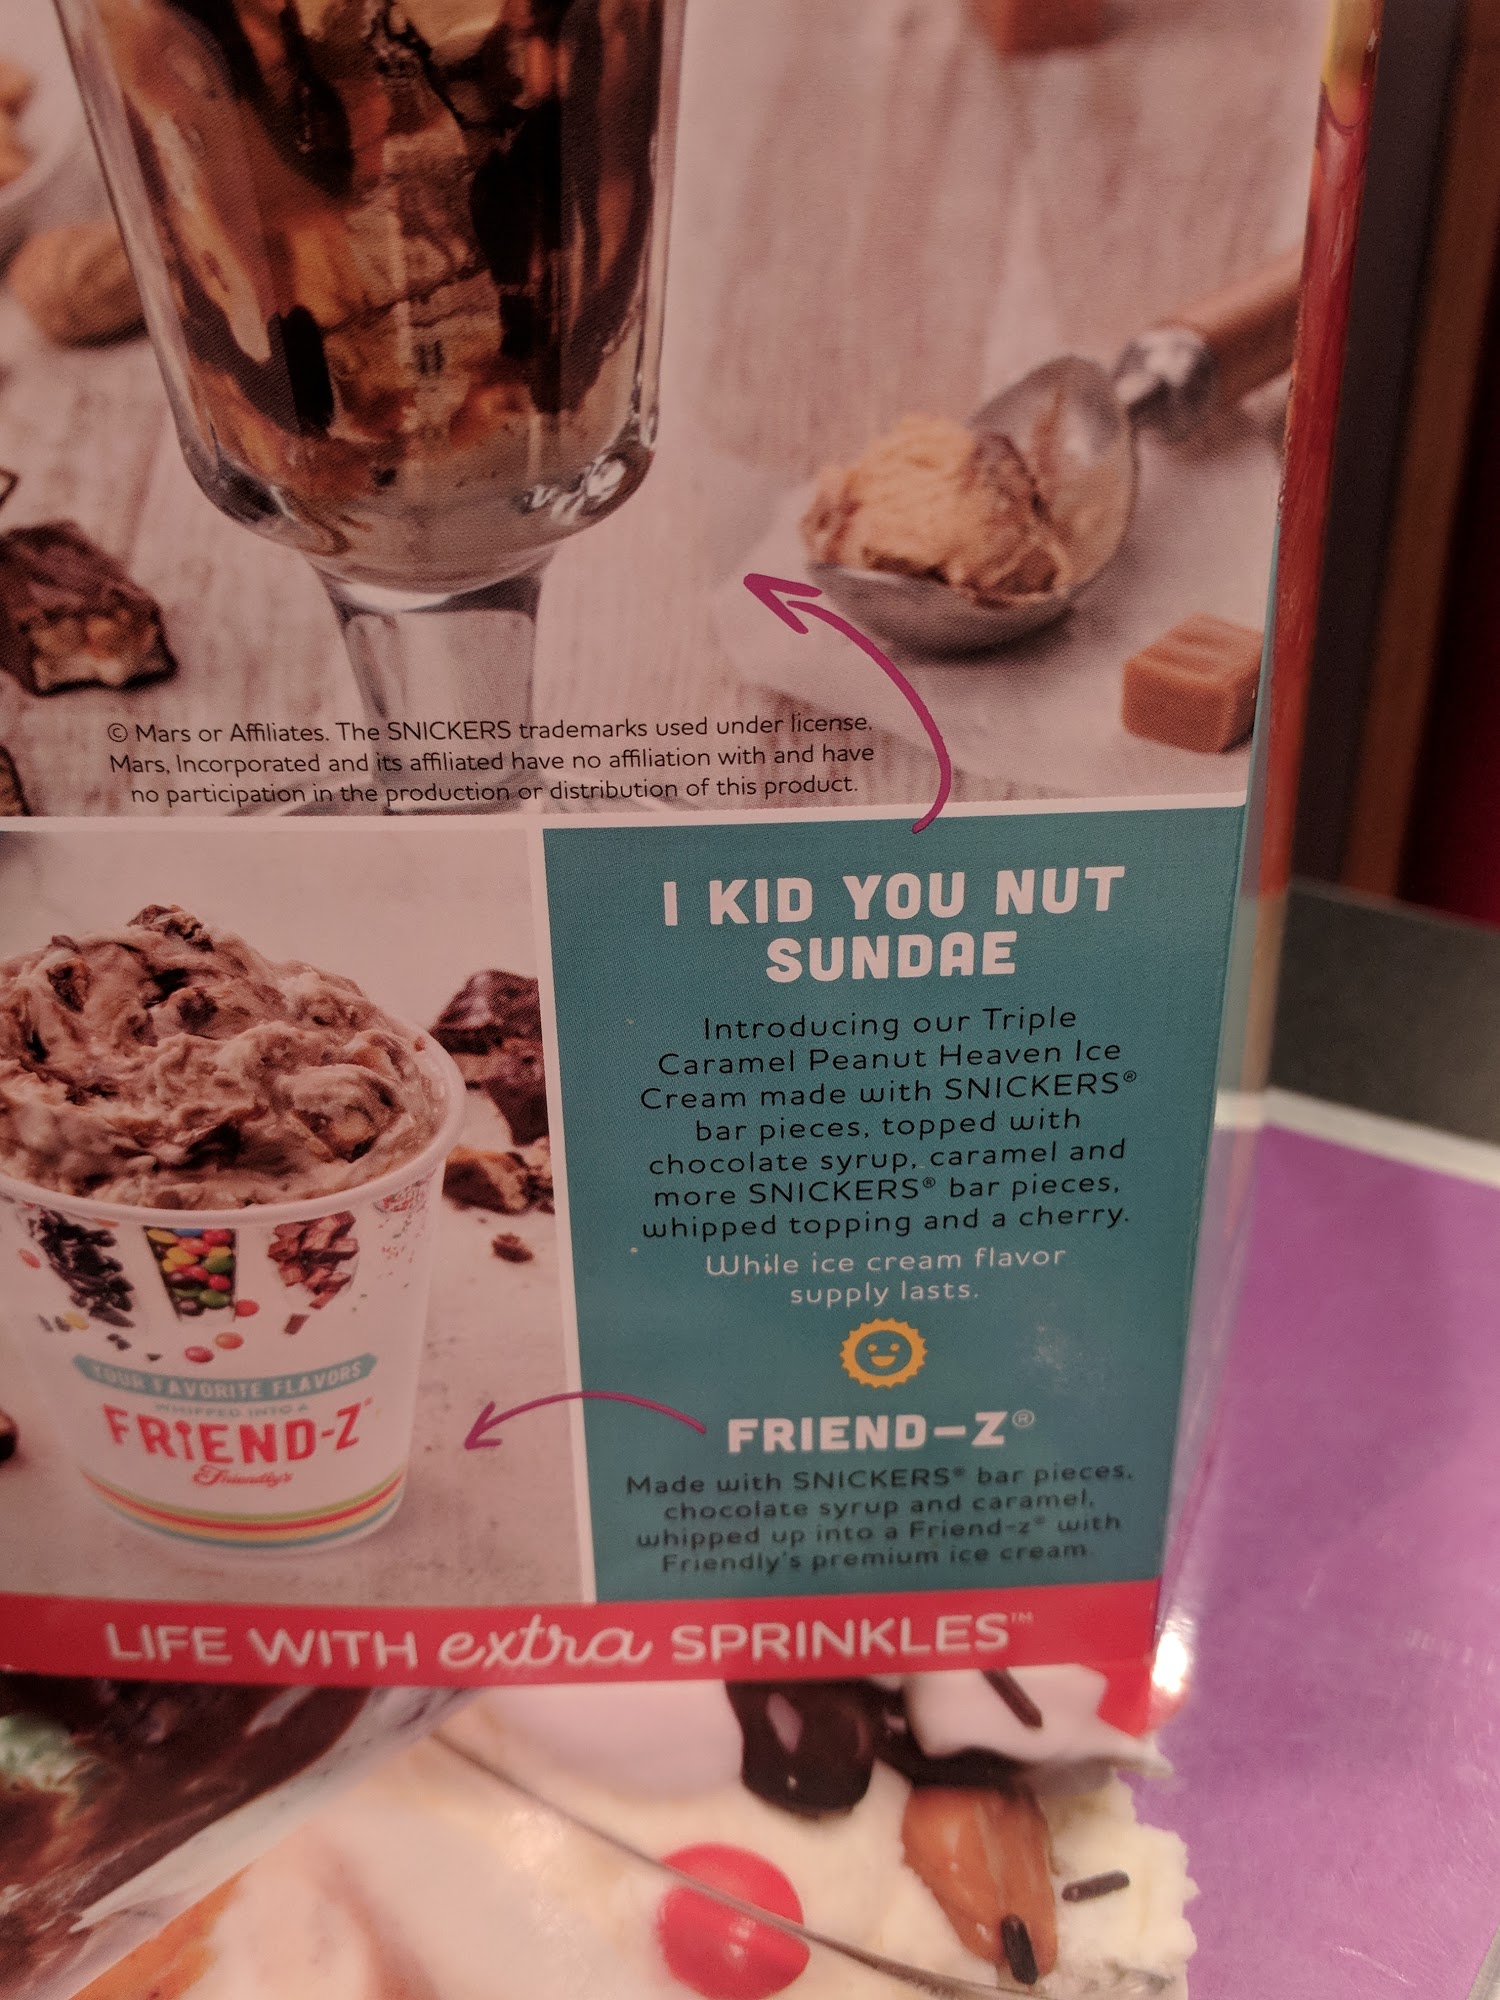 © Mars or Affiliates. The SNICKERS trademarks used under license.
Mars, Incorporated and its affiliated have no affiliation with and have
no participation in the production or distribution of this product.
I KID YOU NUT
SUNDAE
Introducing our Triple
Caramel Peanut Heaven Ice
Cream made with SNICKERS®
bar pieces, topped with
chocolate syrup, caramel and
more SNICKERS® bar pieces,
whipped topping and a cherry.
While ice cream flavor
supply lasts.
FRIEND-Z®
Made with SNICKERS® bar pieces,
chocolate syrup and caramel,
whipped up into a Friend-z® with
Friendly's premium ice cream
YOUR FAVORITE FLAVORS
WHIPPED INTO A
FRIEND-Z
Friendly's
LIFE WITH extra SPRINKLES™